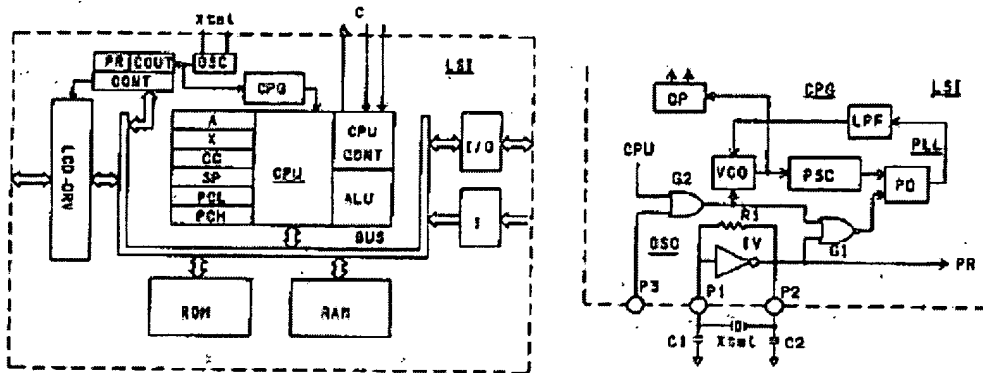 Xtal
C
LSI
PR
COUT
OSC
CONT
CPG
LCD-DRV
A
X
CC
SP
PCL
PCH
CPU
CPU
CONT
ALU
I/O
I
BUS
ROM
RAM
CPG
LSI
CP
LPF
PLL
CPU
VCO
PSC
PD
G2
R1
OSC
IV
G1
PR
P3
P1
P2
C1
Xtal
C2